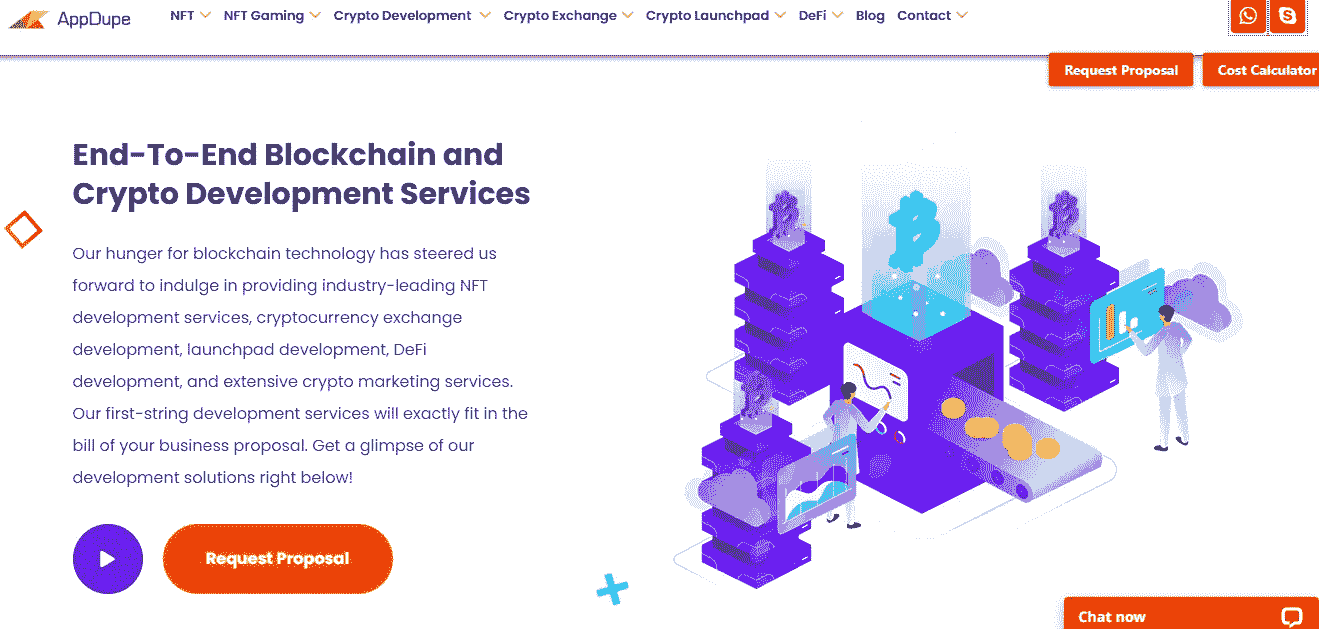 AppDupe
NFT NFT Gaming Crypto Development Crypto Exchange Crypto Launchpad DeFi Blog Contact
Request Proposal Cost Calculator
End-To-End Blockchain and
Crypto Development Services
Our hunger for blockchain technology has steered us
forward to indulge in providing industry-leading NFT
development services, cryptocurrency exchange
development, launchpad development, DeFi
development, and extensive crypto marketing services.
Our first-string development services will exactly fit in the
bill of your business proposal. Get a glimpse of our
development solutions right below!
Request Proposal
Chat now